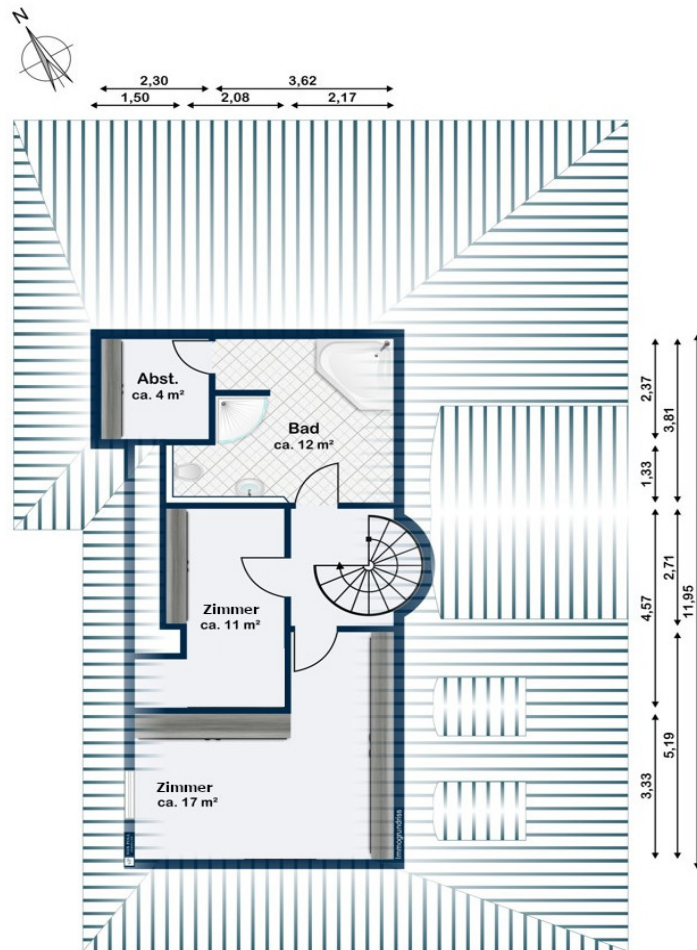 N
2,30
3,62
1,50
2,08
2,17
Abst.
ca. 4 m²
Bad
ca. 12 m²
2,37
3,81
1,33
Zimmer
ca. 11 m²
4,57
2,71
11,95
5,19
3,33
Zimmer
ca. 17 m²
Immogrundriss